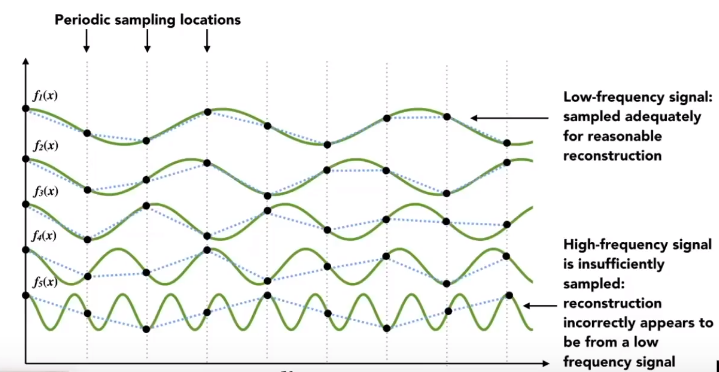 Periodic sampling locations
f₁(x)
Low-frequency signal:
sampled adequately
for reasonable
reconstruction
f₂(x)
f₃(x)
f₄(x)
High-frequency signal
is insufficiently
sampled:
reconstruction
incorrectly appears to
be from a low
frequency signal
f₅(x)